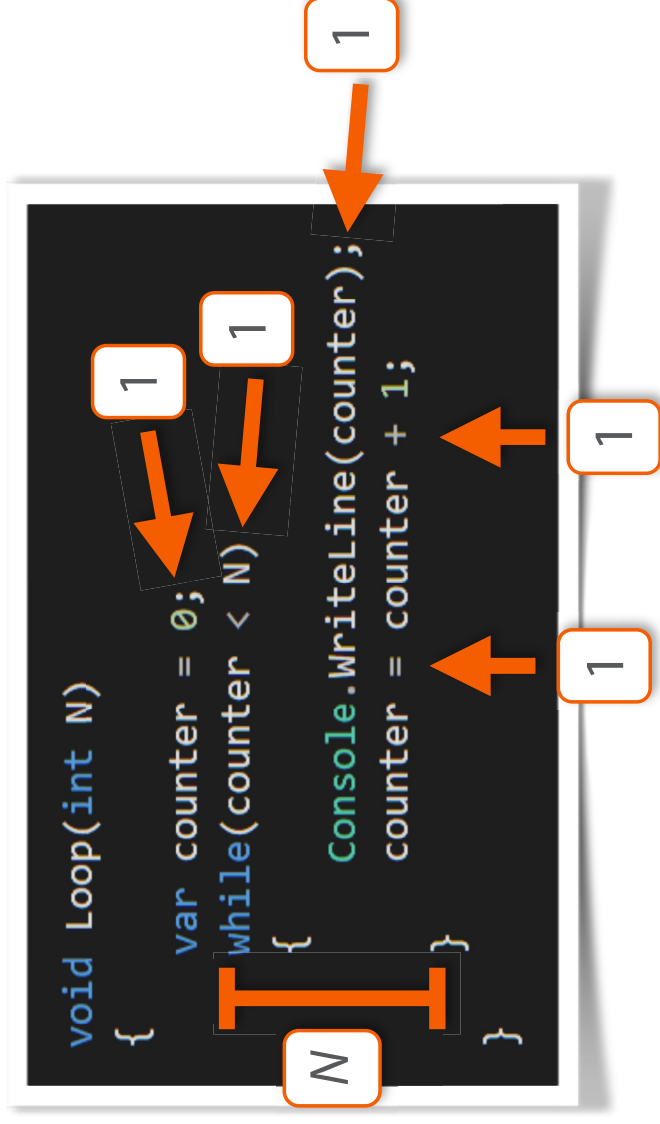 void Loop(int N)
{
var counter = 0;
1
while(counter < N)
1
{
Console.WriteLine(counter);
1
counter = counter + 1;
1
1
}
}
N